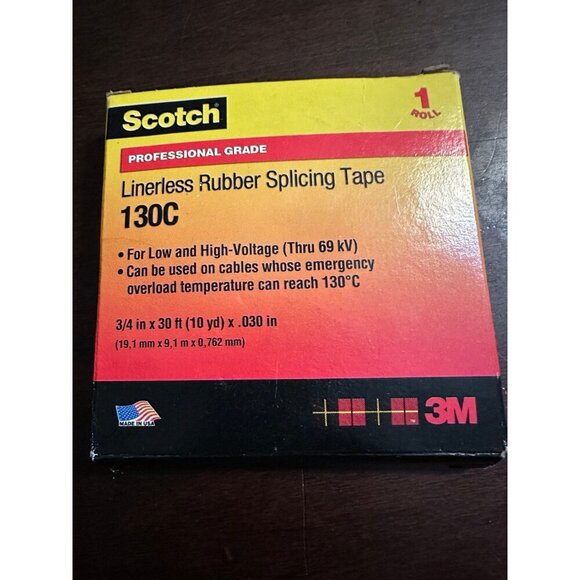 Scotch®
1
ROLL
PROFESSIONAL GRADE
Linerless Rubber Splicing Tape
130C
• For Low and High-Voltage (Thru 69 kV)
• Can be used on cables whose emergency
overload temperature can reach 130°C
3/4 in x 30 ft (10 yd) x .030 in
(19,1 mm x 9,1 m x 0,762 mm)
MADE IN USA
3M